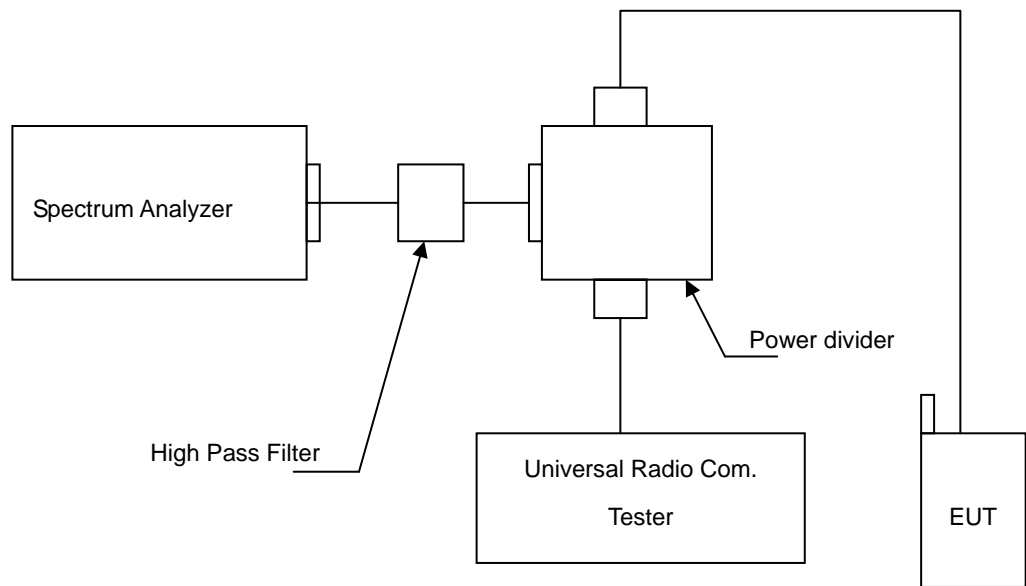 Spectrum Analyzer
Power divider
High Pass Filter
Universal Radio Com.
Tester
EUT